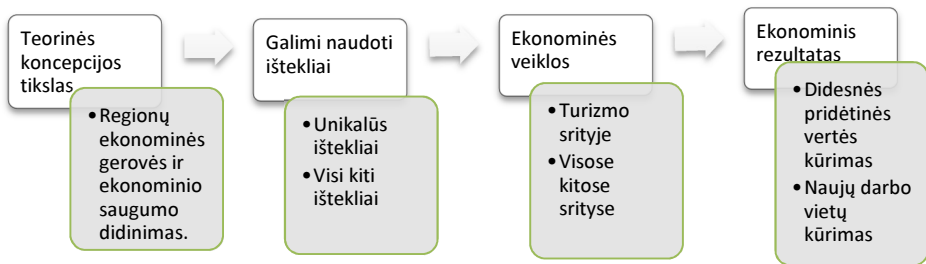 Teorinės
koncepcijos
tikslas
• Regionų
ekonominės
gerovės ir
ekonominio
saugumo
didinimas.
Galimi naudoti
ištekliai
• Unikalūs
ištekliai
• Visi kiti
ištekliai
Ekonominės
veiklos
• Turizmo
srityje
• Visose
kitose
srityse
Ekonominis
rezultatas
• Didesnės
pridėtinės
vertės
kūrimas
• Naujų darbo
vietų
kūrimas